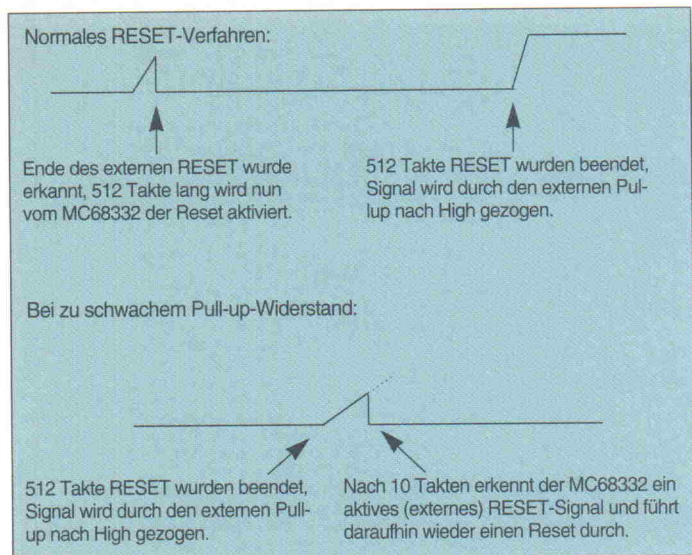 Normales RESET-Verfahren:
Ende des externen RESET wurde
erkannt, 512 Takte lang wird nun
vom MC68332 der Reset aktiviert.
512 Takte RESET wurden beendet,
Signal wird durch den externen Pul-
lup nach High gezogen.
Bei zu schwachem Pull-up-Widerstand:
512 Takte RESET wurden beendet,
Signal wird durch den externen Pull-
up nach High gezogen.
Nach 10 Takten erkennt der MC68332 ein
aktives (externes) RESET-Signal und führt
daraufhin wieder einen Reset durch.